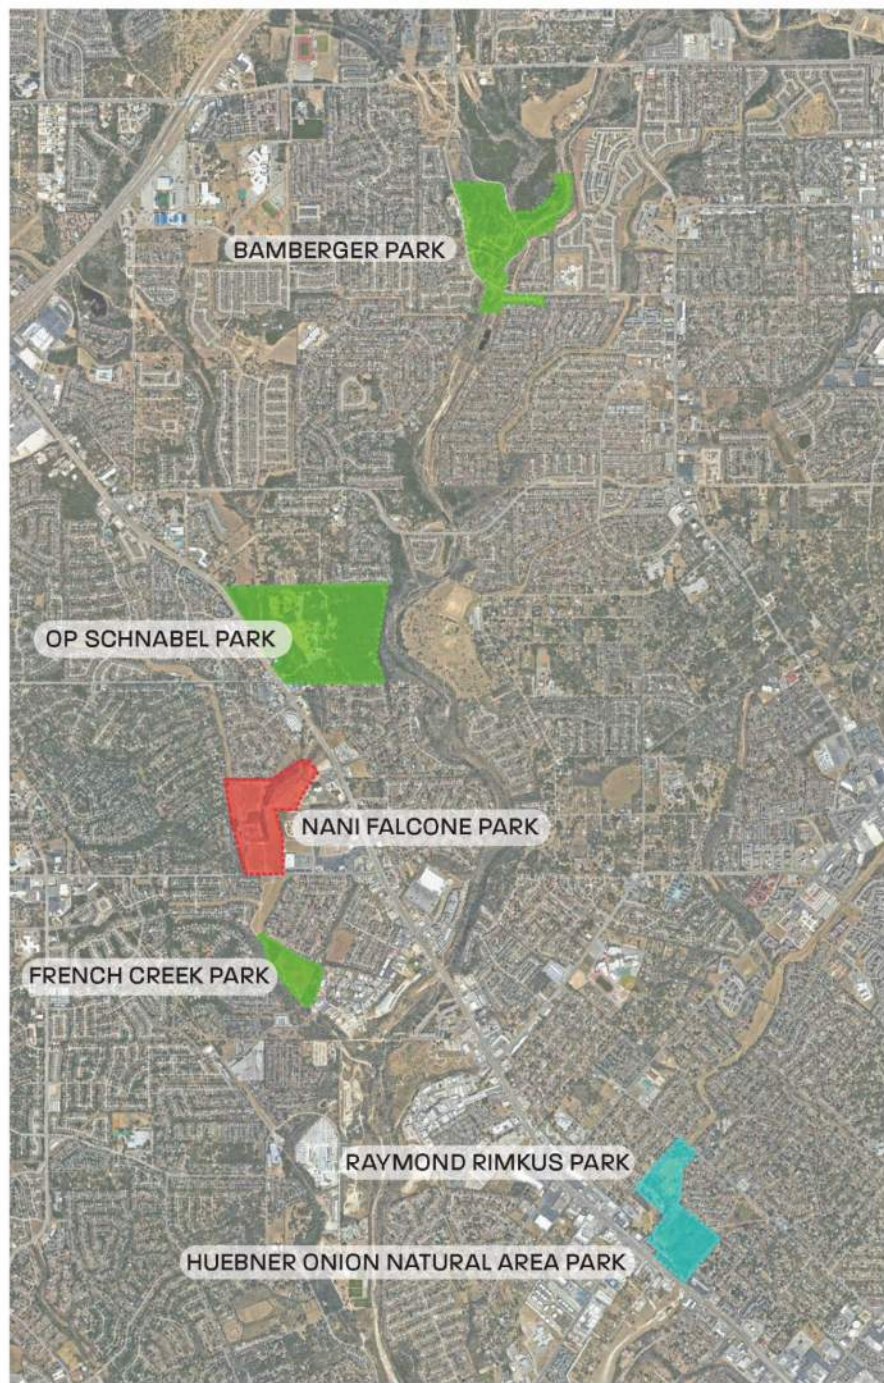 BAMBERGER PARK
OP SCHNABEL PARK
NANI FALCONE PARK
FRENCH CREEK PARK
RAYMOND RIMKUS PARK
HUEBNER ONION NATURAL AREA PARK